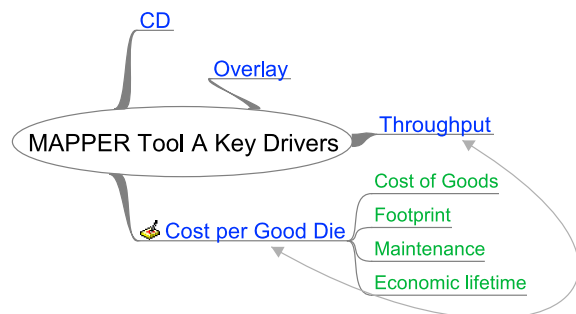 CD
Overlay
MAPPER Tool A Key Drivers
Throughput
Cost per Good Die
Cost of Goods
Footprint
Maintenance
Economic lifetime